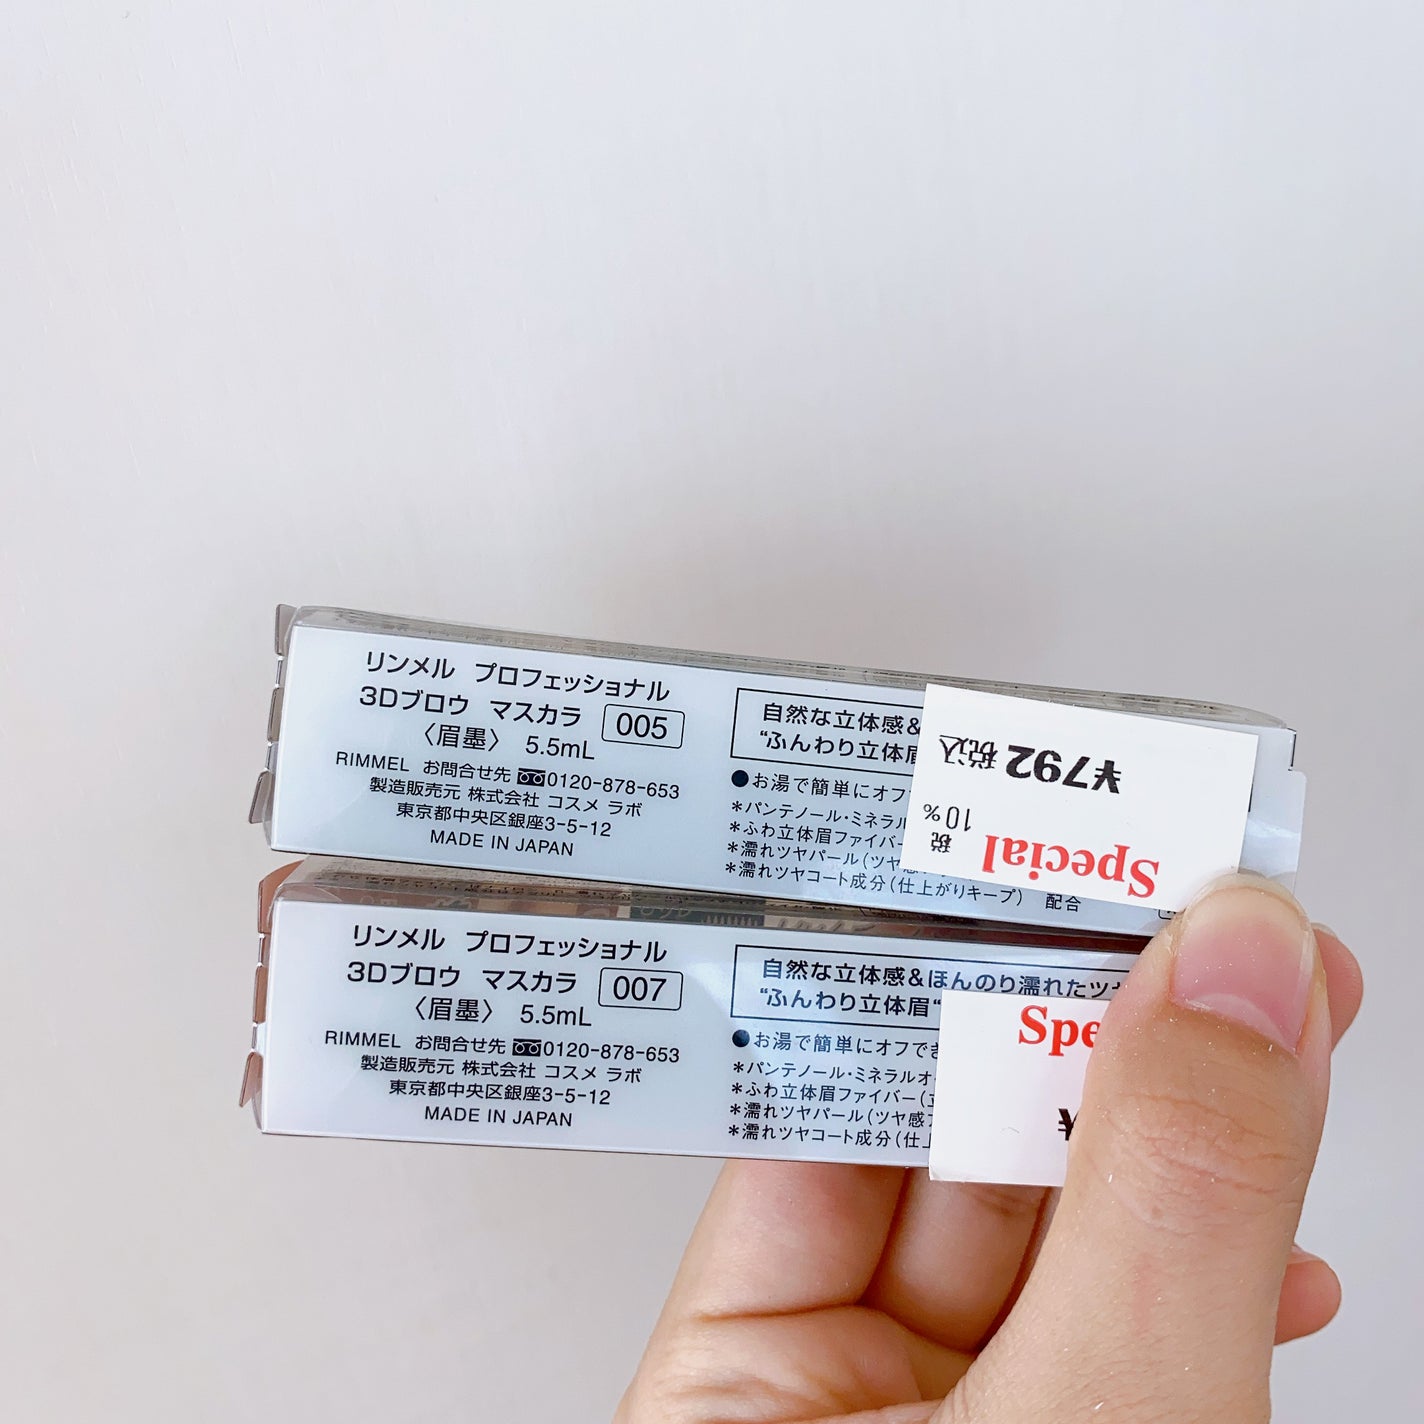 リンメル プロフェッショナル
3Dブロウ マスカラ 005
〈眉墨〉 5.5mL
RIMMEL お問合せ先 0120-878-653
製造販売元 株式会社 コスメ ラボ
東京都中央区銀座3-5-12
MADE IN JAPAN
自然な立体感&
“ふんわり立体眉
●お湯で簡単にオフ
*パンテノール・ミネラル
*ふわ立体眉ファイバー
*濡れツヤパール(ツヤ
*濡れツヤコート成分(仕上がりキープ) 配合
Special
税 10%
¥792 税込
リンメル プロフェッショナル
3Dブロウ マスカラ 007
〈眉墨〉 5.5mL
RIMMEL お問合せ先 0120-878-653
製造販売元 株式会社 コスメ ラボ
東京都中央区銀座3-5-12
MADE IN JAPAN
自然な立体感&ほんのり濡れたツヤ
“ふんわり立体眉“
●お湯で簡単にオフでき
*パンテノール・ミネラルオ
*ふわ立体眉ファイバー(立
*濡れツヤパール(ツヤ感
*濡れツヤコート成分(仕上
Spe
¥